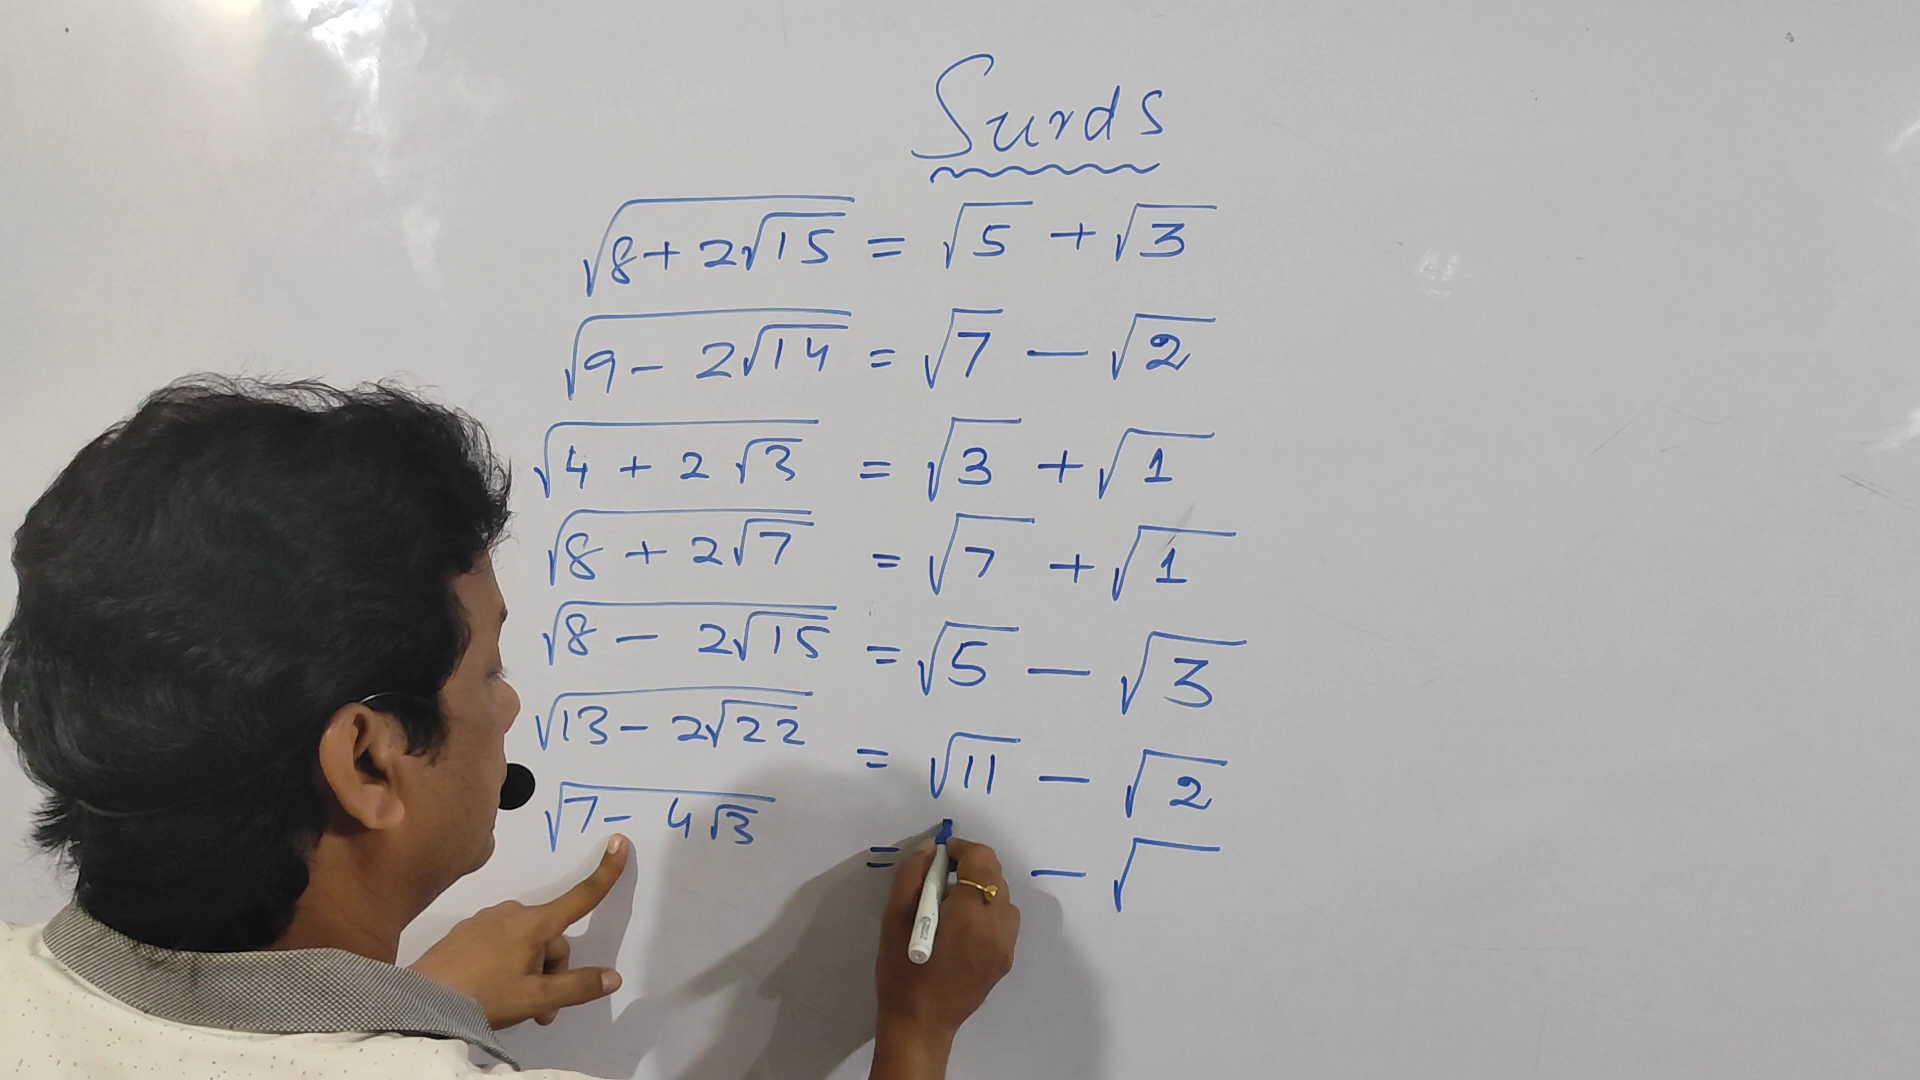 Surds
√(8 + 2√15) = √5 + √3
√(9 - 2√14) = √7 - √2
√(4 + 2√3) = √3 + √1
√(8 + 2√7) = √7 + √1
√(8 - 2√15) = √5 - √3
√(13 - 2√22) = √11 - √2
√(7 - 4√3) = - √